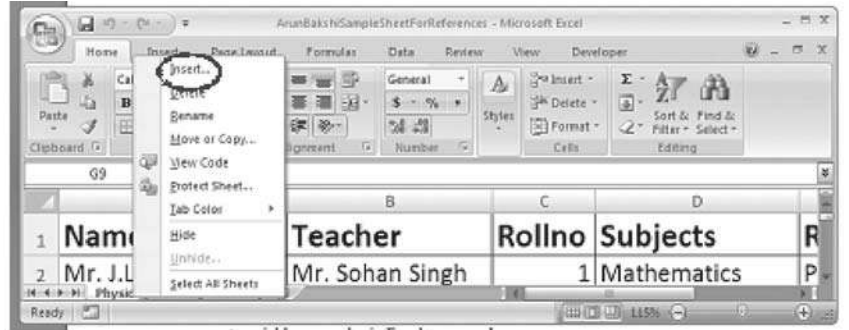 ArunBakshiSampleSheetForReferences - Microsoft Excel
Home Insert Page Layout Formulas Data Review View Developer
Insert...
Delete
Rename
Move or Copy...
View Code
Protect Sheet...
Tab Color
Hide
Unhide...
Select All Sheets
Paste
Clipboard
B
General
$ % ,
Number
Styles
Insert
Delete
Format
Cells
Σ
Sort & Filter
Find & Select
Editing
G9
B C D
1 Teacher Rollno Subjects R
2 Mr. J.L Mr. Sohan Singh 1 Mathematics P
Ready 115%